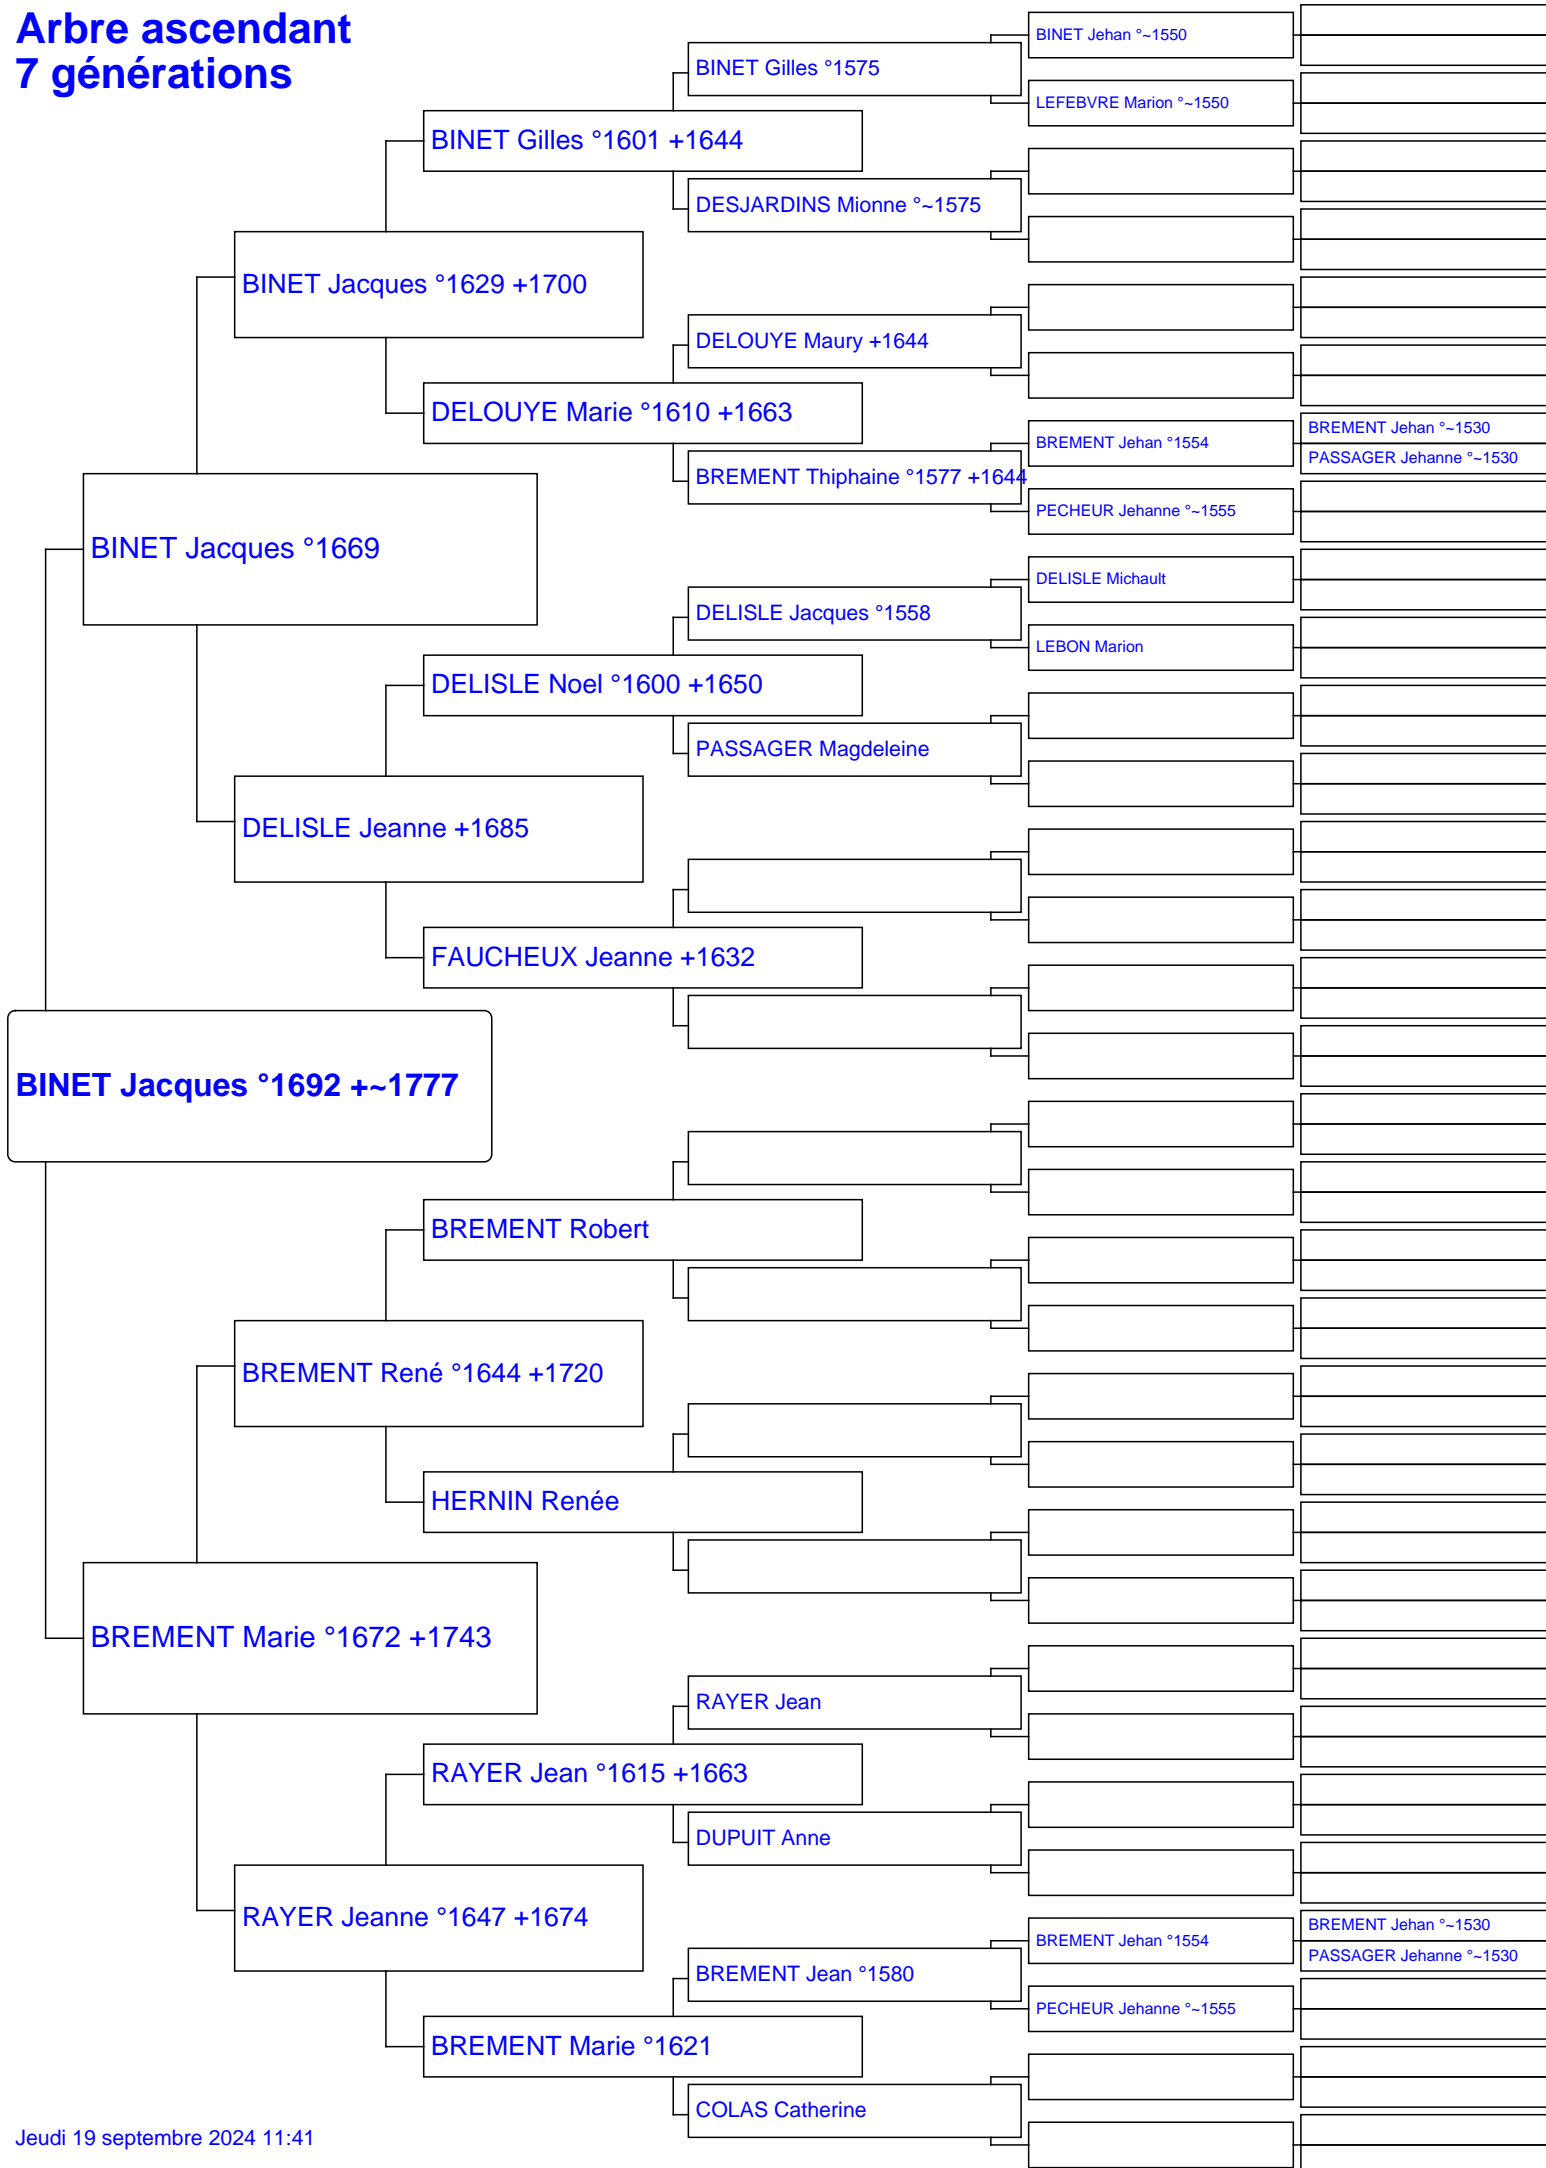 Arbre ascendant
7 générations
BINET Jehan °~1550
BINET Gilles °1575
LEFEBVRE Marion °~1550
BINET Gilles °1601 +1644
DESJARDINS Mionne °~1575
BINET Jacques °1629 +1700
DELOUYE Maury +1644
DELOUYE Marie °1610 +1663
BREMENT Jehan °1554
BREMENT Jehan °~1530
PASSAGER Jehanne °~1530
BREMENT Thiphaine °1577 +1644
PECHEUR Jehanne °~1555
BINET Jacques °1669
DELISLE Michault
DELISLE Jacques °1558
LEBON Marion
DELISLE Noel °1600 +1650
PASSAGER Magdeleine
DELISLE Jeanne +1685
FAUCHEUX Jeanne +1632
BINET Jacques °1692 +~1777
BREMENT Robert
BREMENT René °1644 +1720
HERNIN Renée
BREMENT Marie °1672 +1743
RAYER Jean
RAYER Jean °1615 +1663
DUPUIT Anne
RAYER Jeanne °1647 +1674
BREMENT Jehan °1554
BREMENT Jehan °~1530
PASSAGER Jehanne °~1530
BREMENT Jean °1580
PECHEUR Jehanne °~1555
BREMENT Marie °1621
COLAS Catherine
Jeudi 19 septembre 2024 11:41